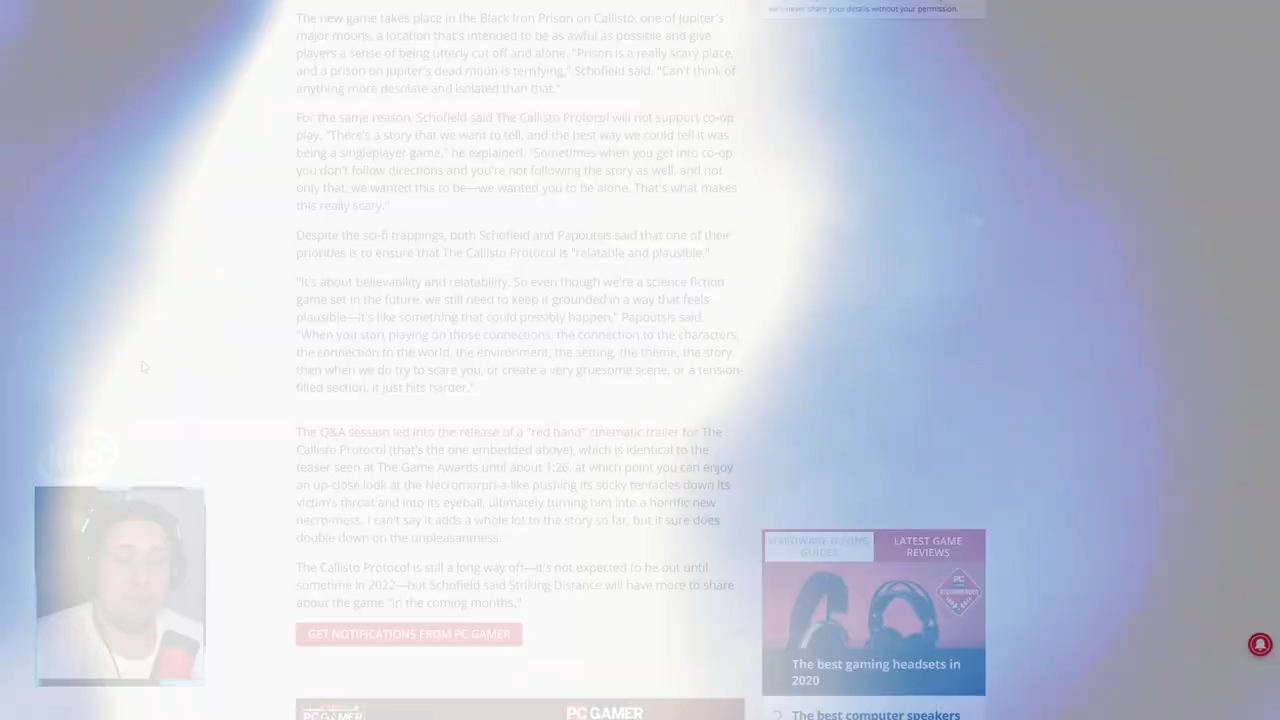 we'll never share your details without your permission.
The new game takes place in the Black Iron Prison on Callisto, one of Jupiter's
major moons, a location that's intended to be as awful as possible and give
players a sense of being utterly cut off and alone. "Prison is a really scary place,
and a prison on Jupiter's dead moon is terrifying," Schofield said. "Can't think of
anything more desolate and isolated than that."
For the same reason, Schofield said The Callisto Protocol will not support co-op
play. "There's a story that we want to tell, and the best way we could tell it was
being a singleplayer game," he explained. "Sometimes when you get into co-op,
you don't follow directions and you're not following the story as well, and not
only that, we wanted this to be—we wanted you to be alone. That's what makes
this really scary."
Despite the sci-fi trappings, both Schofield and Papoutsis said that one of their
priorities is to ensure that The Callisto Protocol is "relatable and plausible."
"It's about believability and relatability. So even though we're a science fiction
game set in the future, we still need to keep it grounded in a way that feels
plausible—it's like something that could possibly happen," Papoutsis said.
"When you start playing on those connections, the connection to the characters,
the connection to the world, the environment, the setting, the theme, the story,
then when we do try to scare you, or create a very gruesome scene, or a tension-
filled section, it just hits harder."
The Q&A session led into the release of a "red band" cinematic trailer for The
Callisto Protocol (that's the one embedded above), which is identical to the
teaser seen at The Game Awards until about 1:26, at which point you can enjoy
an up-close look at the Necromorph-a-like pushing its sticky tentacles down its
victim's throat and into its eyeball, ultimately turning him into a horrific new
necro-mess. I can't say it adds a whole lot to the story so far, but it sure does
double down on the unpleasantness.
The Callisto Protocol is still a long way off—it's not expected to be out until
sometime in 2022—but Schofield said Striking Distance will have more to share
about the game "in the coming months."
GET NOTIFICATIONS FROM PC GAMER
HARDWARE BUYING
GUIDES
LATEST GAME
REVIEWS
PC
The best gaming headsets in
2020
2 The best computer speakers
PC GAMER
PC GAMER
intel